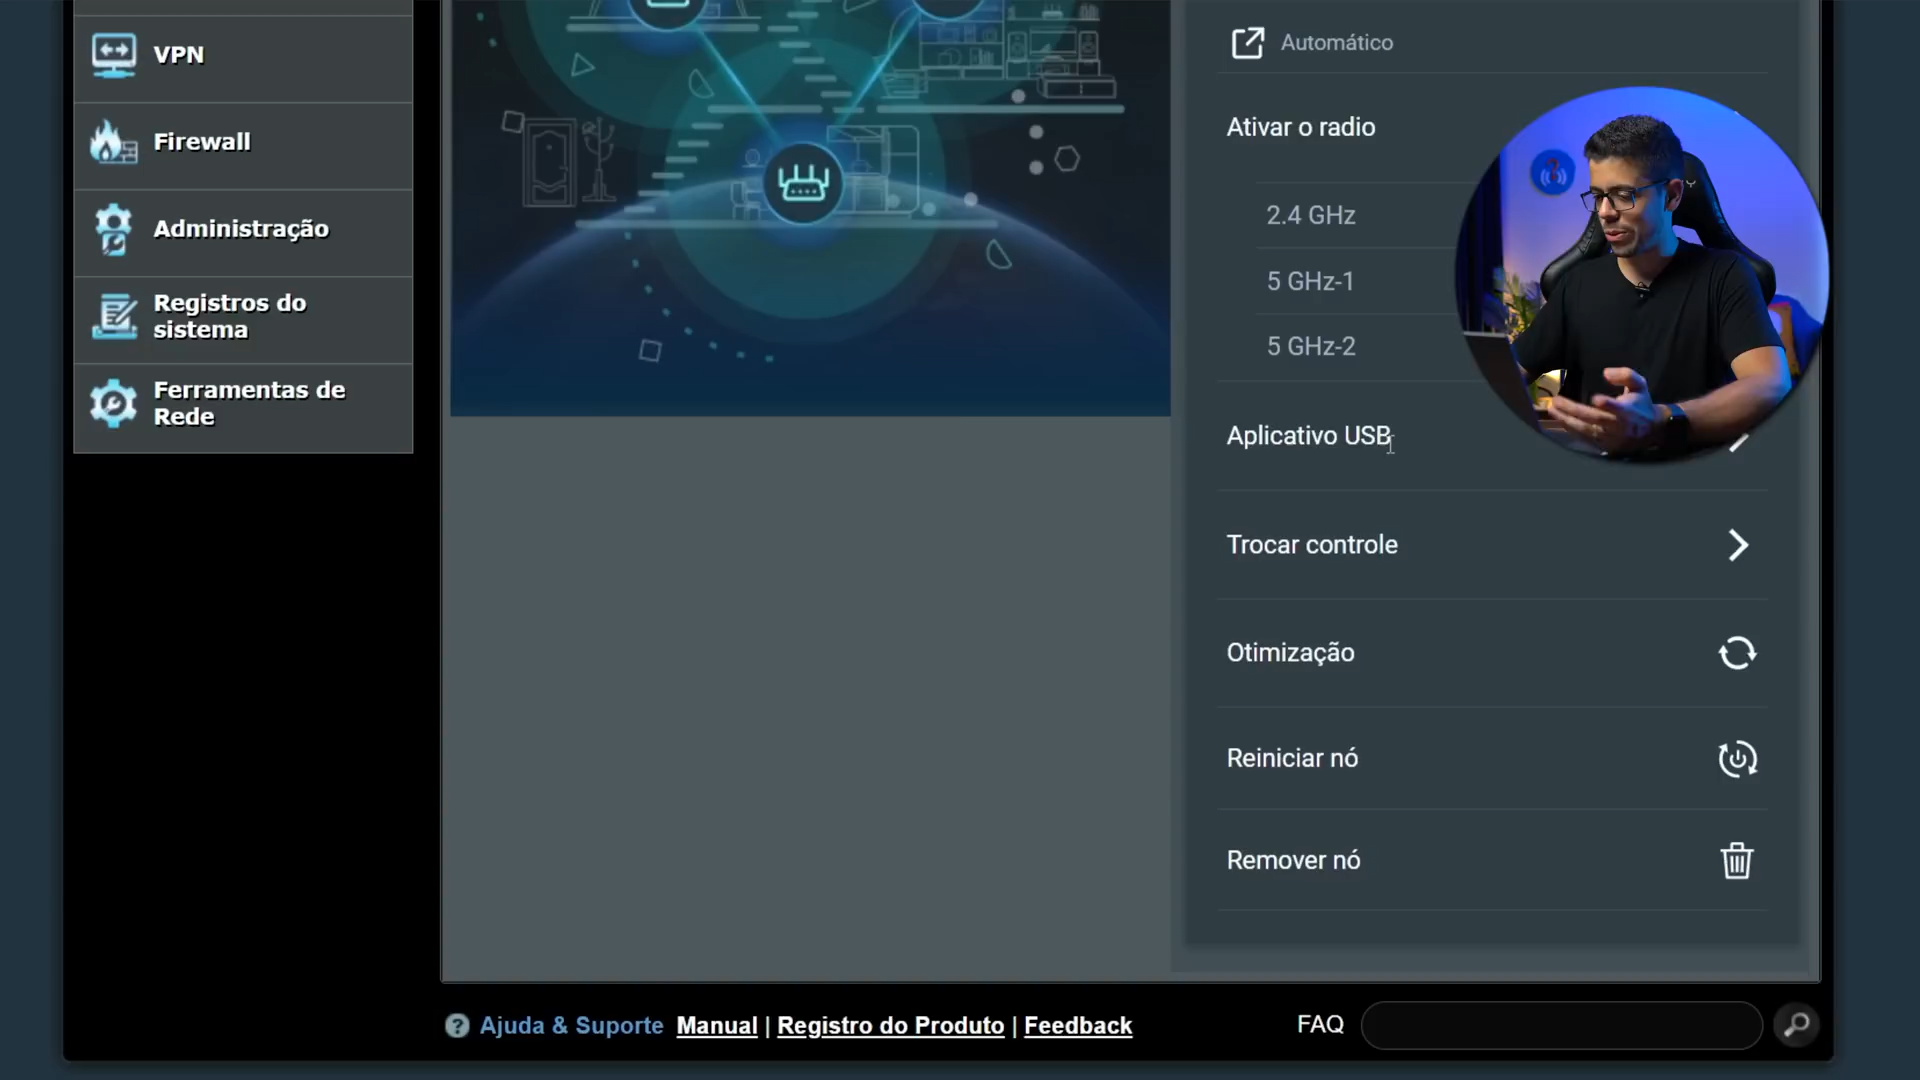 VPN
Firewall
Administração
Registros do
sistema
Ferramentas de
Rede
Automático
Ativar o radio
2.4 GHz
5 GHz-1
5 GHz-2
Aplicativo USB
Trocar controle
Otimização
Reiniciar nó
Remover nó
? Ajuda & Suporte Manual | Registro do Produto | Feedback
FAQ